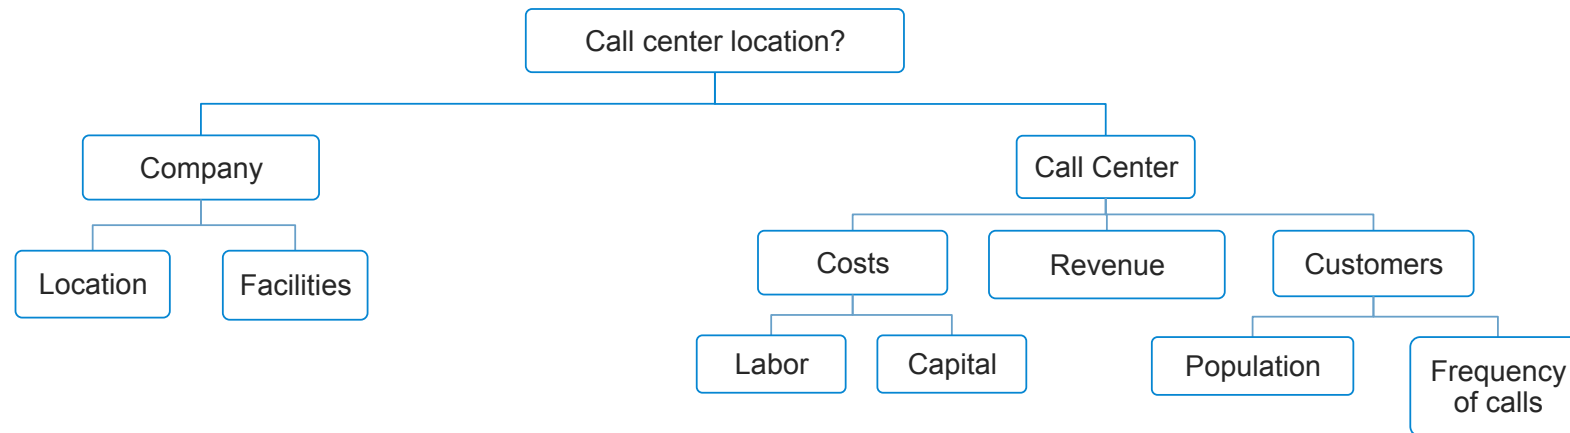 Call center location?
Company
Call Center
Location
Facilities
Costs
Revenue
Customers
Labor
Capital
Population
Frequency
of calls